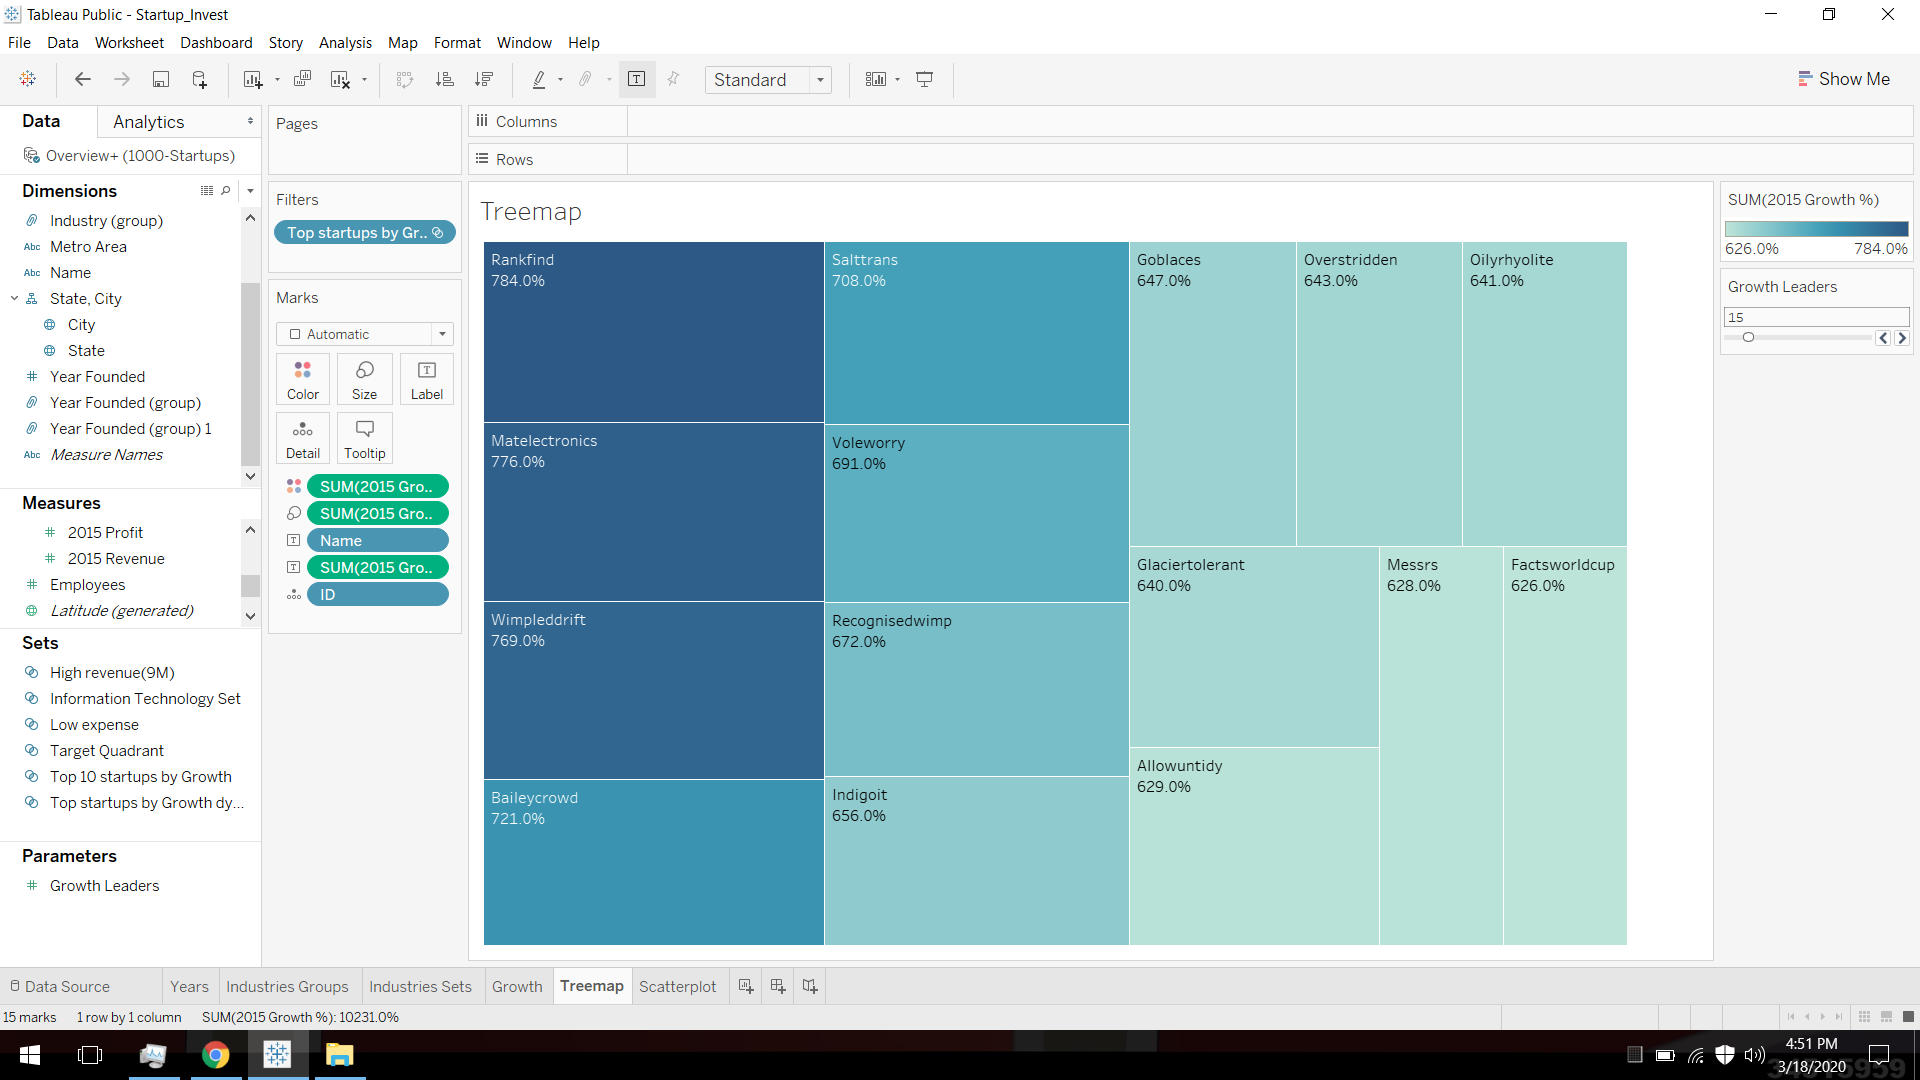 Tableau Public - Startup_Invest
File Data Worksheet Dashboard Story Analysis Map Format Window Help
Standard
Show Me
Data Analytics
Overview+ (1000-Startups)
Dimensions
Industry (group)
Abc Metro Area
Abc Name
State, City
City
State
Year Founded
Year Founded (group)
Year Founded (group) 1
Abc Measure Names
Measures
2015 Profit
2015 Revenue
Employees
Latitude (generated)
Sets
High revenue(9M)
Information Technology Set
Low expense
Target Quadrant
Top 10 startups by Growth
Top startups by Growth dy...
Parameters
Growth Leaders
Pages
Filters
Top startups by Gr..
Marks
Automatic
Color Size Label
Detail Tooltip
SUM(2015 Gro..
SUM(2015 Gro..
Name
SUM(2015 Gro..
ID
Columns
Rows
Treemap
Rankfind
784.0%
Matelectronics
776.0%
Wimpleddrift
769.0%
Baileycrowd
721.0%
Salttrans
708.0%
Voleworry
691.0%
Recognisedwimp
672.0%
Indigoit
656.0%
Goblaces
647.0%
Overstridden
643.0%
Oilyrhyolite
641.0%
Glaciertolerant
640.0%
Allowuntidy
629.0%
Messrs
628.0%
Factsworldcup
626.0%
SUM(2015 Growth %)
626.0% 784.0%
Growth Leaders
15
Data Source Years Industries Groups Industries Sets Growth Treemap Scatterplot
15 marks 1 row by 1 column SUM(2015 Growth %): 10231.0%
4:51 PM
3/18/2020